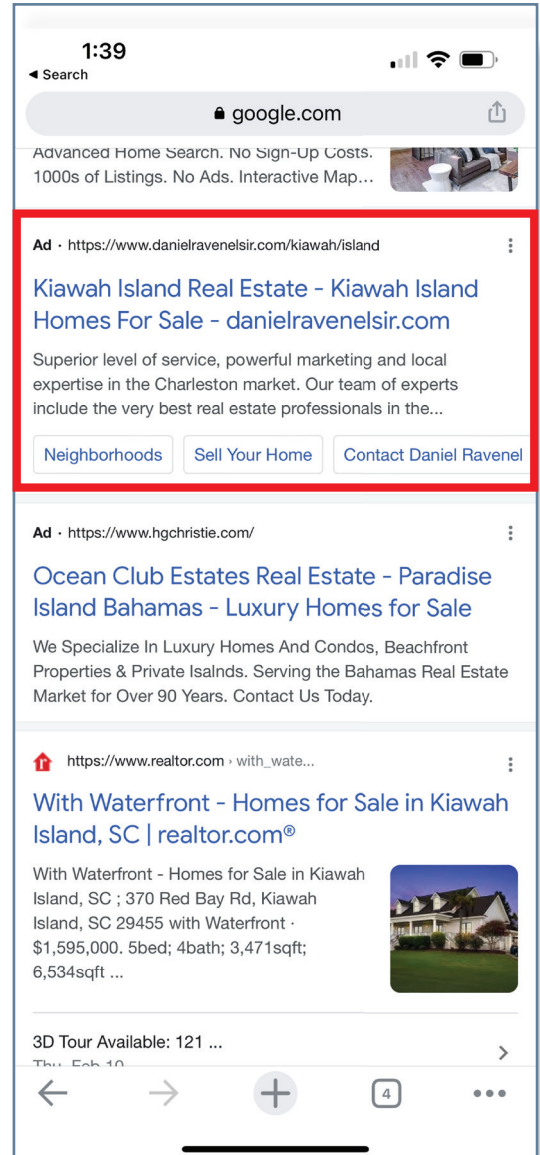 1:39
◀ Search
google.com
Advanced Home Search. No Sign-Up Costs.
1000s of Listings. No Ads. Interactive Map...
Ad · https://www.danielravenelsir.com/kiawah/island
Kiawah Island Real Estate - Kiawah Island
Homes For Sale - danielravenelsir.com
Superior level of service, powerful marketing and local
expertise in the Charleston market. Our team of experts
include the very best real estate professionals in the...
Neighborhoods Sell Your Home Contact Daniel Ravenel
Ad · https://www.hgchristie.com/
Ocean Club Estates Real Estate - Paradise
Island Bahamas - Luxury Homes for Sale
We Specialize In Luxury Homes And Condos, Beachfront
Properties & Private Isalnds. Serving the Bahamas Real Estate
Market for Over 90 Years. Contact Us Today.
https://www.realtor.com › with_wate...
With Waterfront - Homes for Sale in Kiawah
Island, SC | realtor.com®
With Waterfront - Homes for Sale in Kiawah
Island, SC ; 370 Red Bay Rd, Kiawah
Island, SC 29455 with Waterfront ·
$1,595,000. 5bed; 4bath; 3,471sqft;
6,534sqft ...
3D Tour Available: 121 ...
Thu, Feb 10
4